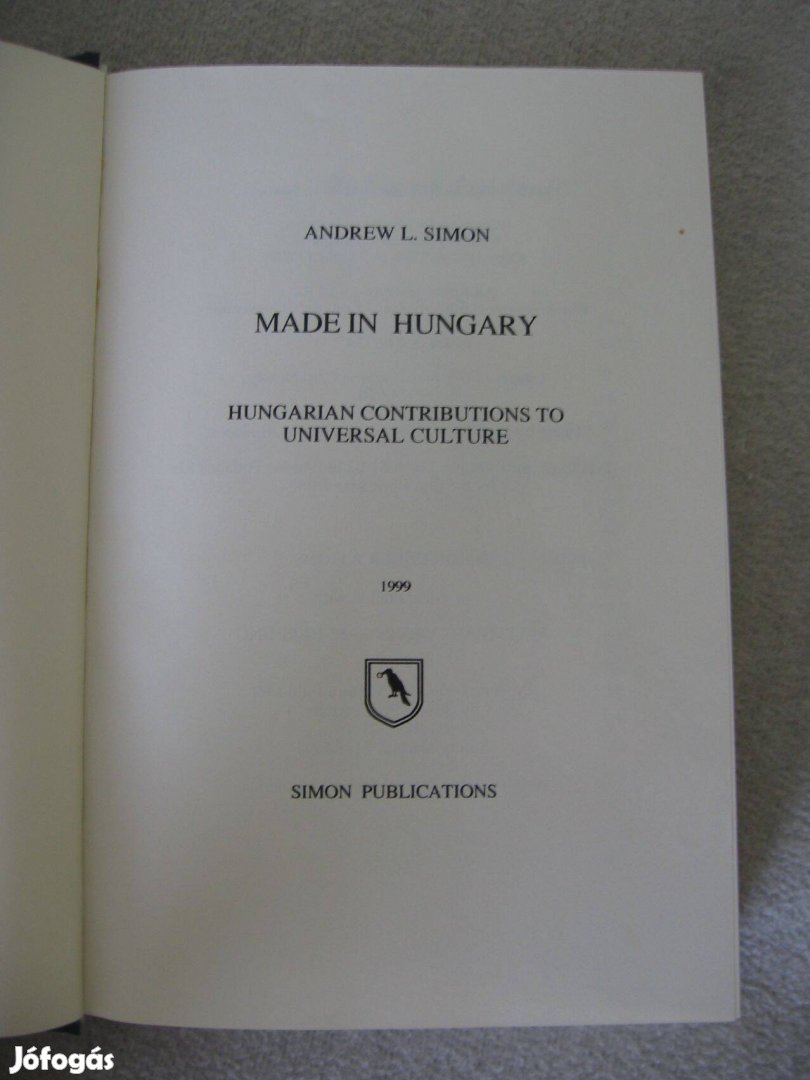 ANDREW L. SIMON
MADE IN HUNGARY
HUNGARIAN CONTRIBUTIONS TO
UNIVERSAL CULTURE
1999
SIMON PUBLICATIONS
Jófogás